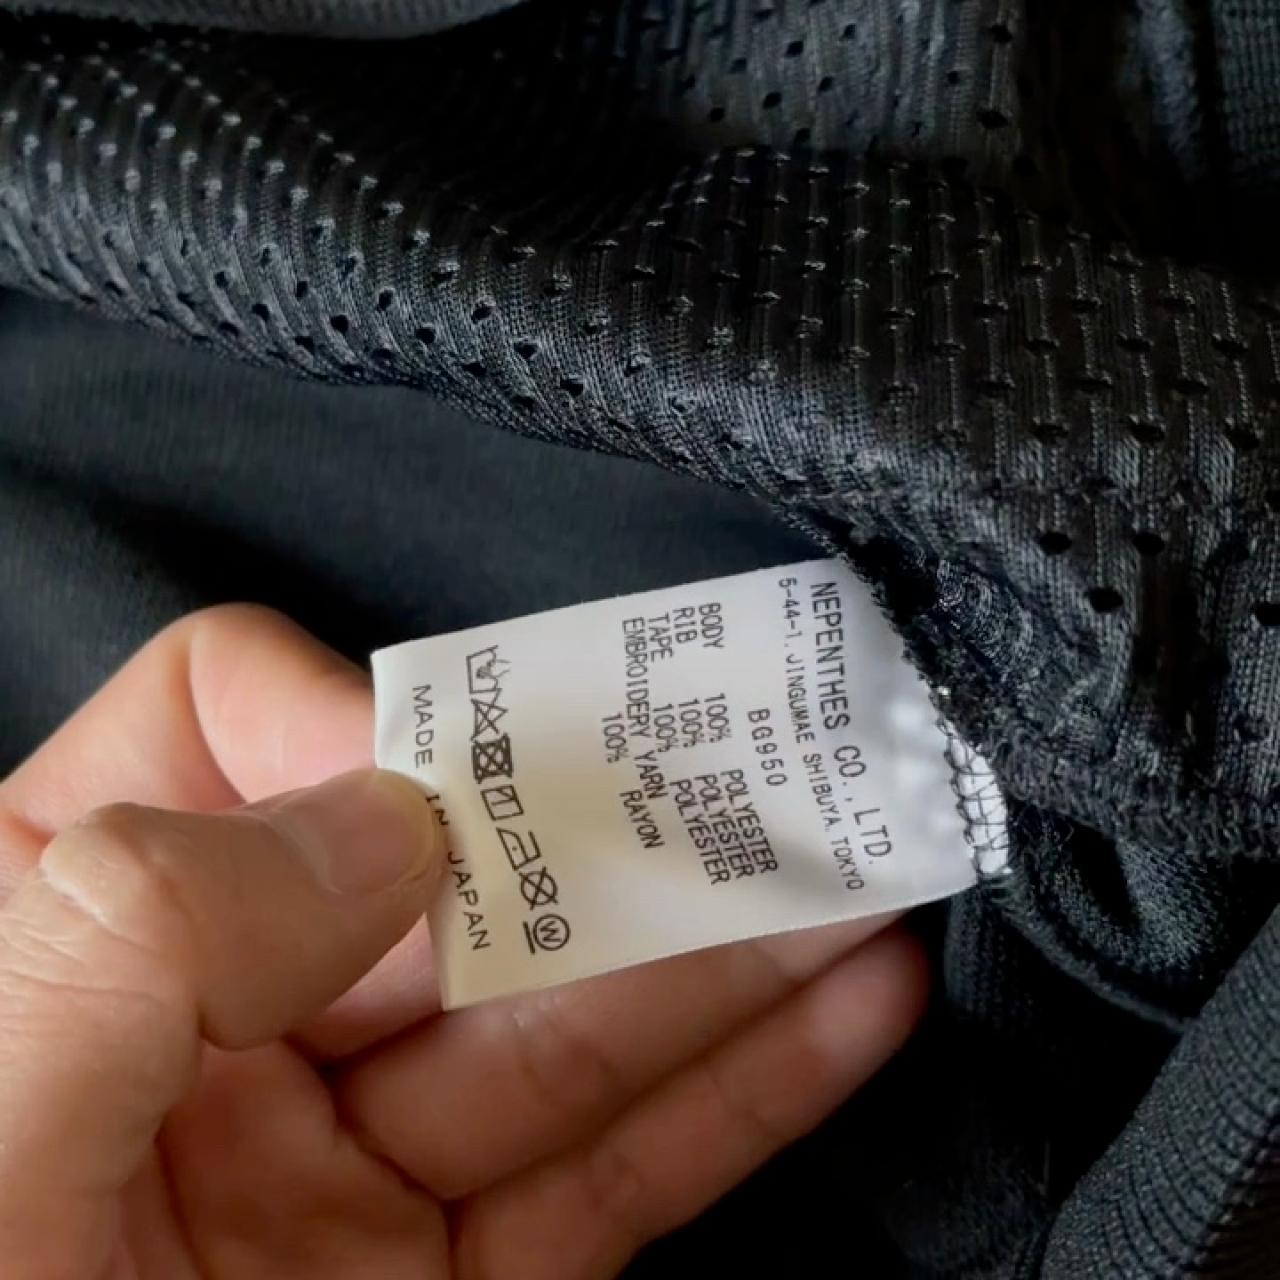 NEPENTHES CO., LTD.
5-44-1, JINGUMAE SHIBUYA, TOKYO
BG950
BODY 100% POLYESTER
RIB 100% POLYESTER
TAPE 100% POLYESTER
EMBROIDERY YARN
100% RAYON
W
MADE IN JAPAN